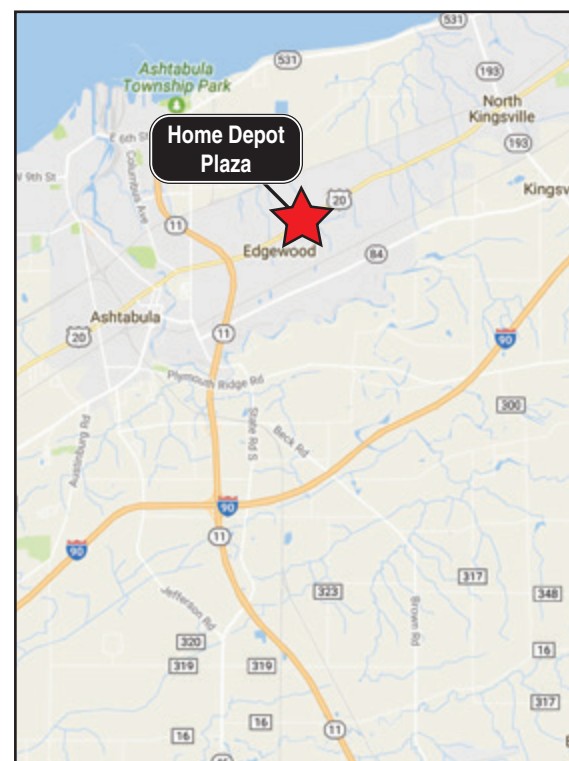 531
Ashtabula
Township Park
531
193
North
Kingsville
E 6th St
Home Depot
Plaza
193
W 9th St
Columbus Ave
Kingsv
20
11
Edgewood
84
Ashtabula
11
20
90
Plymouth Ridge Rd
300
Austinburg Rd
State Rd S
Beck Rd
90
11
90
317
323
348
Jefferson Rd
Brown Rd
320
16
319
319
317
16
16
11